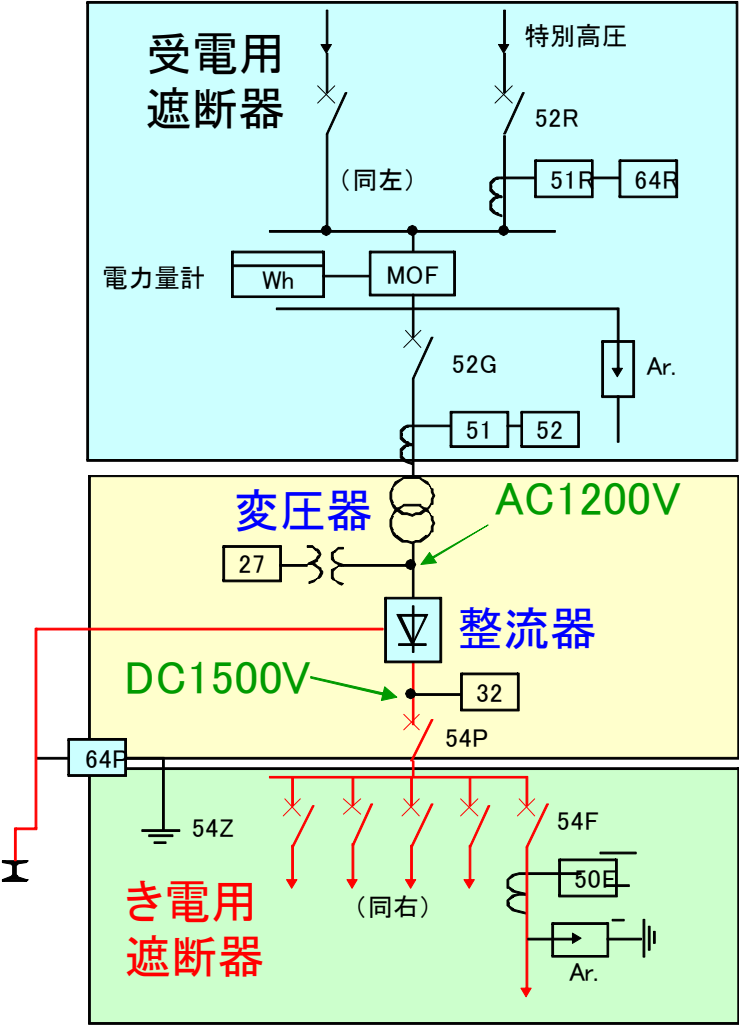 受電用
遮断器
特別高圧
52R
(同左)
51R
64R
電力量計
Wh
MOF
52G
Ar.
51
52
変圧器
AC1200V
27
整流器
DC1500V
32
54P
64P
54Z
54F
50F
(同右)
き電用
遮断器
Ar.